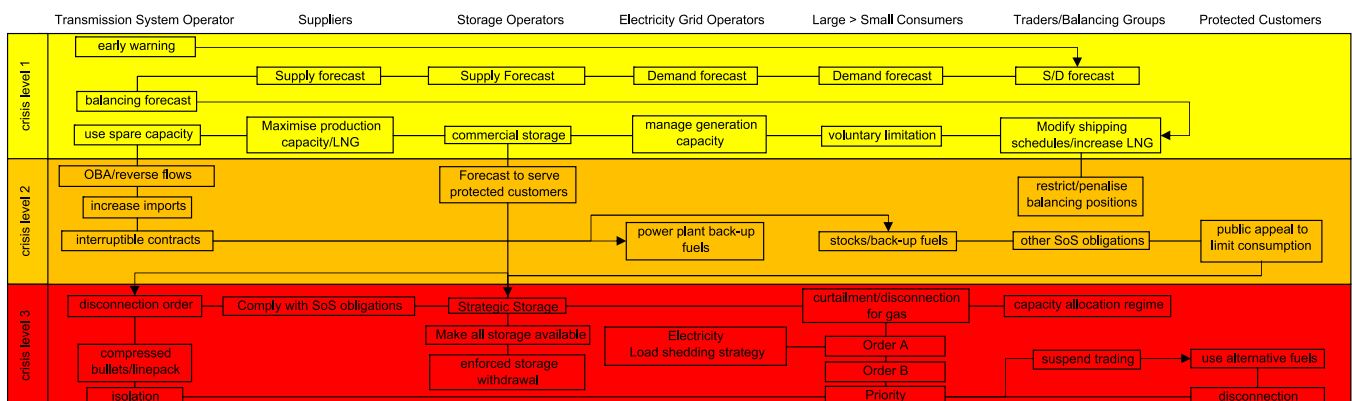 Transmission System Operator
Suppliers
Storage Operators
Electricity Grid Operators
Large > Small Consumers
Traders/Balancing Groups
Protected Customers
crisis level 1
early warning
Supply forecast
Supply Forecast
Demand forecast
Demand forecast
S/D forecast
balancing forecast
use spare capacity
Maximise production
capacity/LNG
commercial storage
manage generation
capacity
voluntary limitation
Modify shipping
schedules/increase LNG
crisis level 2
OBA/reverse flows
Forecast to serve
protected customers
restrict/penalise
balancing positions
increase imports
interruptible contracts
power plant back-up
fuels
stocks/back-up fuels
other SoS obligations
public appeal to
limit consumption
crisis level 3
disconnection order
Comply with SoS obligations
Strategic Storage
curtailment/disconnection
for gas
capacity allocation regime
Make all storage available
Electricity
Load shedding strategy
Order A
compressed
bullets/linepack
enforced storage
withdrawal
suspend trading
use alternative fuels
Order B
isolation
Priority
disconnection